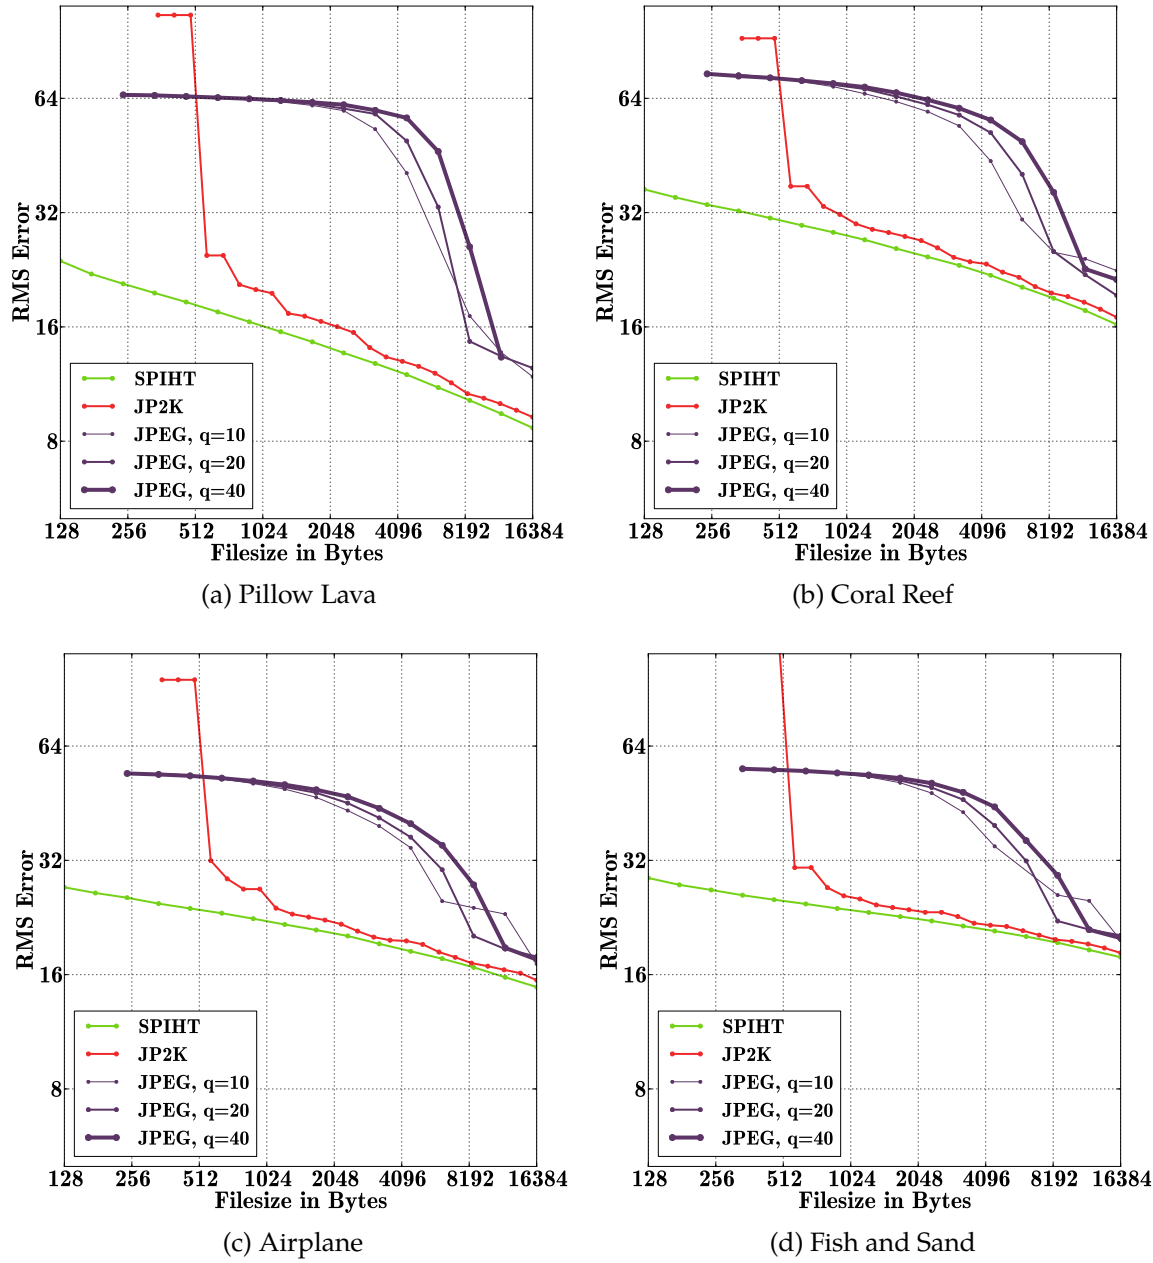 64
32
16
8
RMS Error
SPIHT
JP2K
JPEG, q=10
JPEG, q=20
JPEG, q=40
128 256 512 1024 2048 4096 8192 16384
Filesize in Bytes
(a) Pillow Lava
64
32
16
8
RMS Error
SPIHT
JP2K
JPEG, q=10
JPEG, q=20
JPEG, q=40
128 256 512 1024 2048 4096 8192 16384
Filesize in Bytes
(b) Coral Reef
64
32
16
8
RMS Error
SPIHT
JP2K
JPEG, q=10
JPEG, q=20
JPEG, q=40
128 256 512 1024 2048 4096 8192 16384
Filesize in Bytes
(c) Airplane
64
32
16
8
RMS Error
SPIHT
JP2K
JPEG, q=10
JPEG, q=20
JPEG, q=40
128 256 512 1024 2048 4096 8192 16384
Filesize in Bytes
(d) Fish and Sand